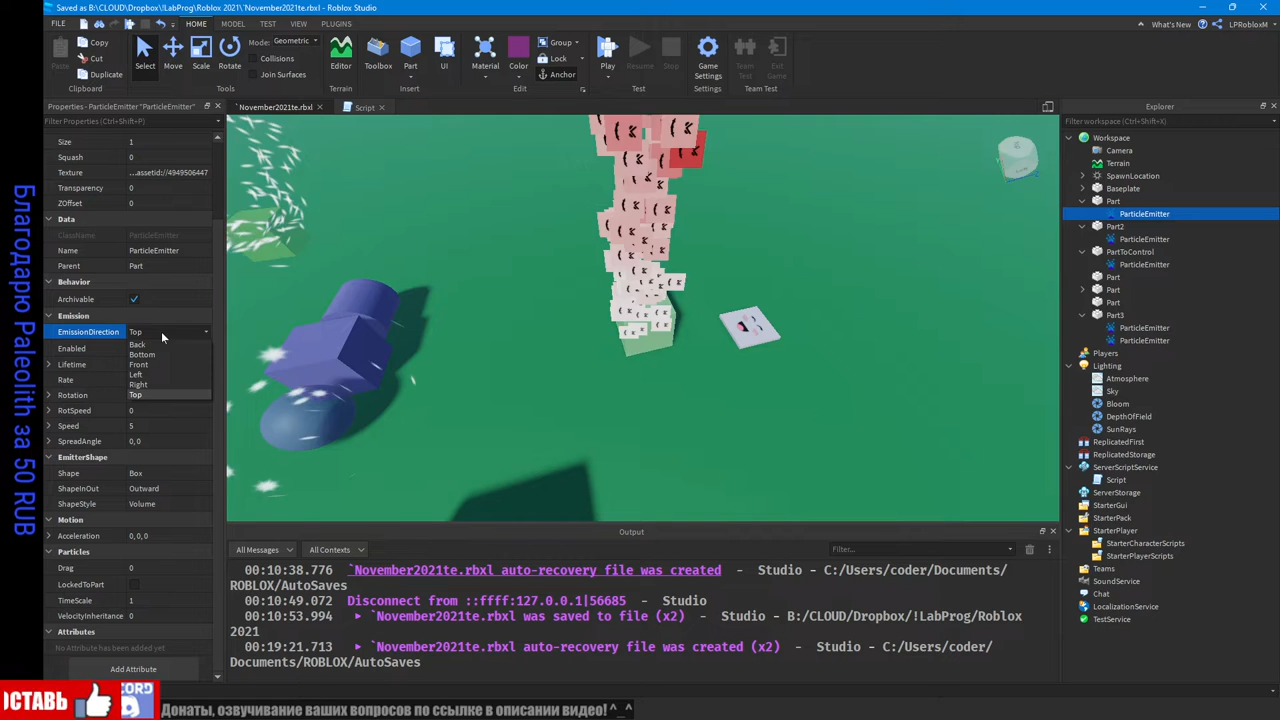 Saved as B:\CLOUD\Dropbox\!LabProg\Roblox 2021\`November2021te.rbxl - Roblox Studio
FILE HOME MODEL TEST VIEW PLUGINS What's New LPRobloxM
Paste Copy Cut Duplicate Select Move Scale Rotate Mode: Geometric Collisions Join Surfaces Editor Toolbox Part UI Material Color Group Lock Anchor Play Resume Stop Game Settings Team Test Exit Game
Clipboard Tools Terrain Insert Edit Test Settings Team Test
Properties - ParticleEmitter "ParticleEmitter"
Filter Properties (Ctrl+Shift+P)
Size 1
Squash 0
Texture ...assetid://4949506447
Transparency 0
ZOffset 0
Data
ClassName ParticleEmitter
Name ParticleEmitter
Parent Part
Behavior
Archivable
Emission
EmissionDirection Top
Enabled
Lifetime
Rate
Rotation
Back
Bottom
Front
Left
Right
Top
RotSpeed 0
Speed 5
SpreadAngle 0, 0
EmitterShape
Shape Box
ShapeInOut Outward
ShapeStyle Volume
Motion
Acceleration 0, 0, 0
Particles
Drag 0
LockedToPart
TimeScale 1
VelocityInheritance 0
Attributes
No Attribute has been added yet
Add Attribute
`November2021te.rbxl Script
Output
All Messages All Contexts Filter...
00:10:38.776 `November2021te.rbxl auto-recovery file was created - Studio - C:/Users/coder/Documents/
ROBLOX/AutoSaves
00:10:49.072 Disconnect from ::ffff:127.0.0.1|56685 - Studio
00:10:53.994 `November2021te.rbxl was saved to file (x2) - Studio - B:/CLOUD/Dropbox/!LabProg/Roblox
2021
00:19:21.713 `November2021te.rbxl auto-recovery file was created (x2) - Studio - C:/Users/coder/
Documents/ROBLOX/AutoSaves
Explorer
Filter workspace (Ctrl+Shift+X)
Workspace
Camera
Terrain
SpawnLocation
Baseplate
Part
ParticleEmitter
Part2
ParticleEmitter
PartToControl
ParticleEmitter
Part
Part
Part
Part3
ParticleEmitter
ParticleEmitter
Players
Lighting
Atmosphere
Sky
Bloom
DepthOfField
SunRays
ReplicatedFirst
ReplicatedStorage
ServerScriptService
Script
ServerStorage
StarterGui
StarterPack
StarterPlayer
StarterCharacterScripts
StarterPlayerScripts
Teams
SoundService
Chat
LocalizationService
TestService
Благодарю Paleolith за 50 RUB
ОСТАВЬ
Донаты, озвучивание ваших вопросов по ссылке в описании видео! ^_^